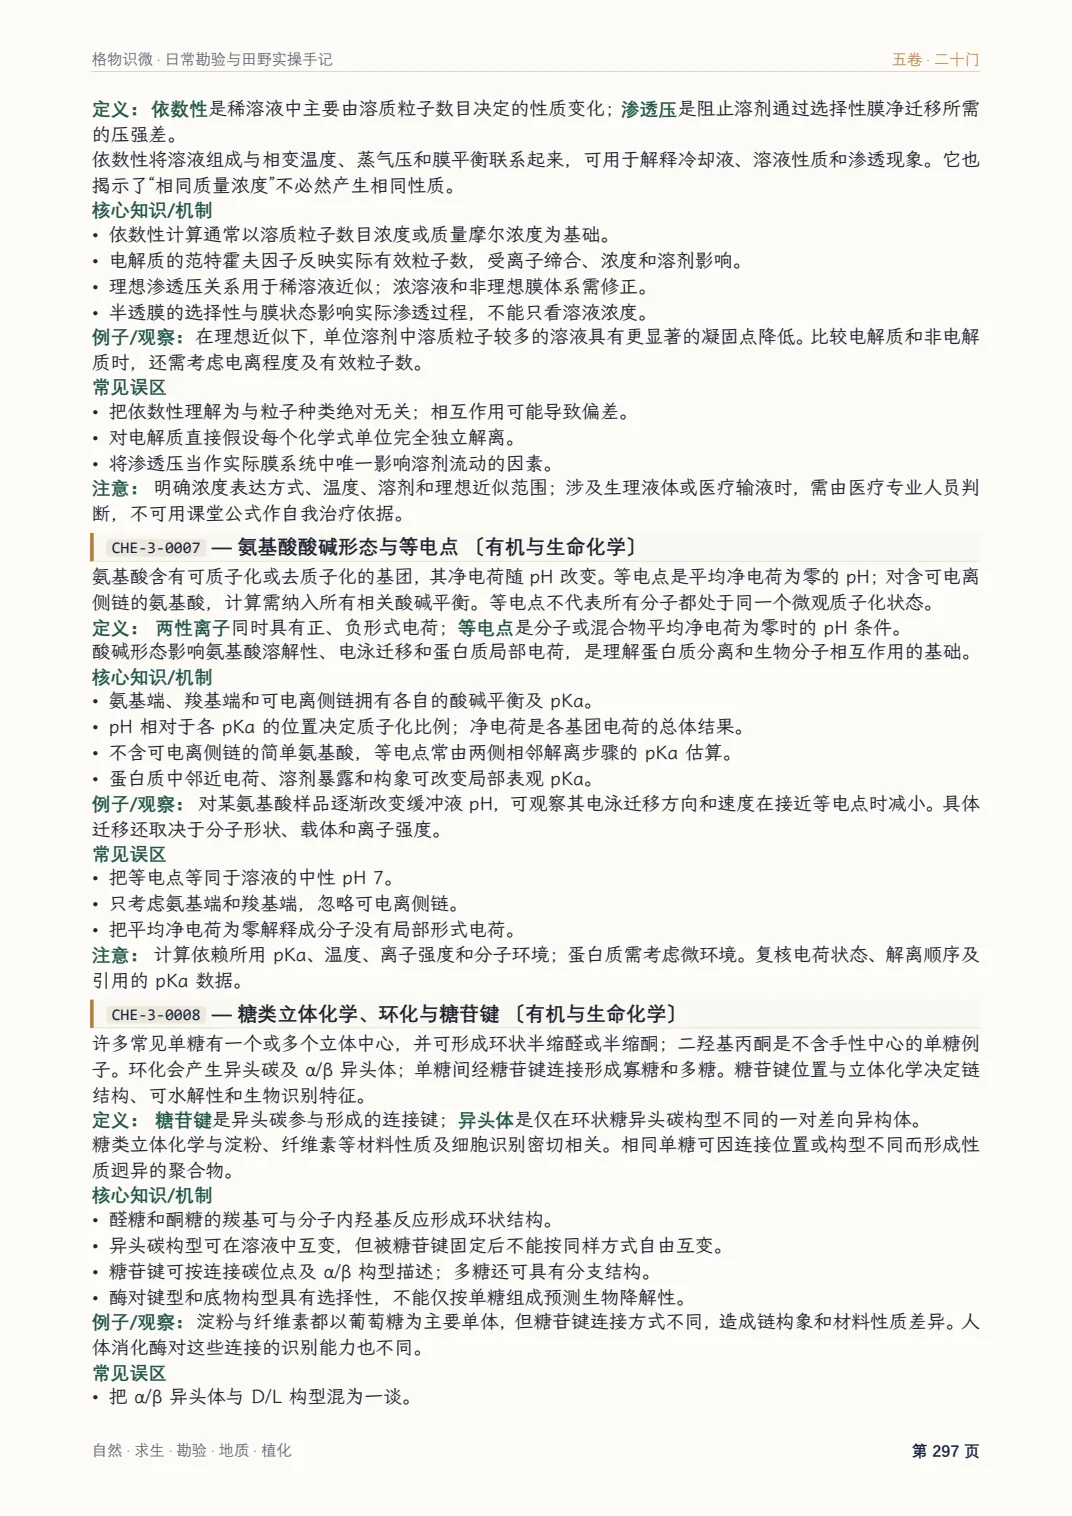 格物识微 · 日常勘验与田野实操手记
五卷 · 二十门
定义：依数性是稀溶液中主要由溶质粒子数目决定的性质变化；渗透压是阻止溶剂通过选择性膜净迁移所需
的压强差。
依数性将溶液组成与相变温度、蒸气压和膜平衡联系起来，可用于解释冷却液、溶液性质和渗透现象。它也
揭示了“相同质量浓度”不必然产生相同性质。
核心知识/机制
• 依数性计算通常以溶质粒子数目浓度或质量摩尔浓度为基础。
• 电解质的范特霍夫因子反映实际有效粒子数，受离子缔合、浓度和溶剂影响。
• 理想渗透压关系用于稀溶液近似；浓溶液和非理想膜体系需修正。
• 半透膜的选择性与膜状态影响实际渗透过程，不能只看溶液浓度。
例子/观察：在理想近似下，单位溶剂中溶质粒子较多的溶液具有更显著的凝固点降低。比较电解质和非电解
质时，还需考虑电离程度及有效粒子数。
常见误区
• 把依数性理解为与粒子种类绝对无关；相互作用可能导致偏差。
• 对电解质直接假设每个化学式单位完全独立解离。
• 将渗透压当作实际膜系统中唯一影响溶剂流动的因素。
注意：明确浓度表达方式、温度、溶剂和理想近似范围；涉及生理液体或医疗输液时，需由医疗专业人员判
断，不可用课堂公式作自我治疗依据。
CHE-3-0007 — 氨基酸酸碱形态与等电点〔有机与生命化学〕
氨基酸含有可质子化或去质子化的基团，其净电荷随 pH 改变。等电点是平均净电荷为零的 pH；对含可电离
侧链的氨基酸，计算需纳入所有相关酸碱平衡。等电点不代表所有分子都处于同一个微观质子化状态。
定义：两性离子同时具有正、负形式电荷；等电点是分子或混合物平均净电荷为零时的 pH 条件。
酸碱形态影响氨基酸溶解性、电泳迁移和蛋白质局部电荷，是理解蛋白质分离和生物分子相互作用的基础。
核心知识/机制
• 氨基端、羧基端和可电离侧链拥有各自的酸碱平衡及 pKa。
• pH 相对于各 pKa 的位置决定质子化比例；净电荷是各基团电荷的总体结果。
• 不含可电离侧链的简单氨基酸，等电点常由两侧相邻解离步骤的 pKa 估算。
• 蛋白质中邻近电荷、溶剂暴露和构象可改变局部表观 pKa。
例子/观察：对某氨基酸样品逐渐改变缓冲液 pH，可观察其电泳迁移方向和速度在接近等电点时减小。具体
迁移还取决于分子形状、载体和离子强度。
常见误区
• 把等电点等同于溶液的中性 pH 7。
• 只考虑氨基端和羧基端，忽略可电离侧链。
• 把平均净电荷为零解释成分子没有局部形式电荷。
注意：计算依赖所用 pKa、温度、离子强度和分子环境；蛋白质需考虑微环境。复核电荷状态、解离顺序及
引用的 pKa 数据。
CHE-3-0008 — 糖类立体化学、环化与糖苷键〔有机与生命化学〕
许多常见单糖有一个或多个立体中心，并可形成环状半缩醛或半缩酮；二羟基丙酮是不含手性中心的单糖例
子。环化会产生异头碳及 α/β 异头体；单糖间经糖苷键连接形成寡糖和多糖。糖苷键位置与立体化学决定链
结构、可水解性和生物识别特征。
定义：糖苷键是异头碳参与形成的连接键；异头体是仅在环状糖异头碳构型不同的一对差向异构体。
糖类立体化学与淀粉、纤维素等材料性质及细胞识别密切相关。相同单糖可因连接位置或构型不同而形成性
质迥异的聚合物。
核心知识/机制
• 醛糖和酮糖的羰基可与分子内羟基反应形成环状结构。
• 异头碳构型可在溶液中互变，但被糖苷键固定后不能按同样方式自由互变。
• 糖苷键可按连接碳位点及 α/β 构型描述；多糖还可具有分支结构。
• 酶对键型和底物构型具有选择性，不能仅按单糖组成预测生物降解性。
例子/观察：淀粉与纤维素都以葡萄糖为主要单体，但糖苷键连接方式不同，造成链构象和材料性质差异。人
体消化酶对这些连接的识别能力也不同。
常见误区
• 把 α/β 异头体与 D/L 构型混为一谈。
自然 · 求生 · 勘验 · 地质 · 植化
第 297 页